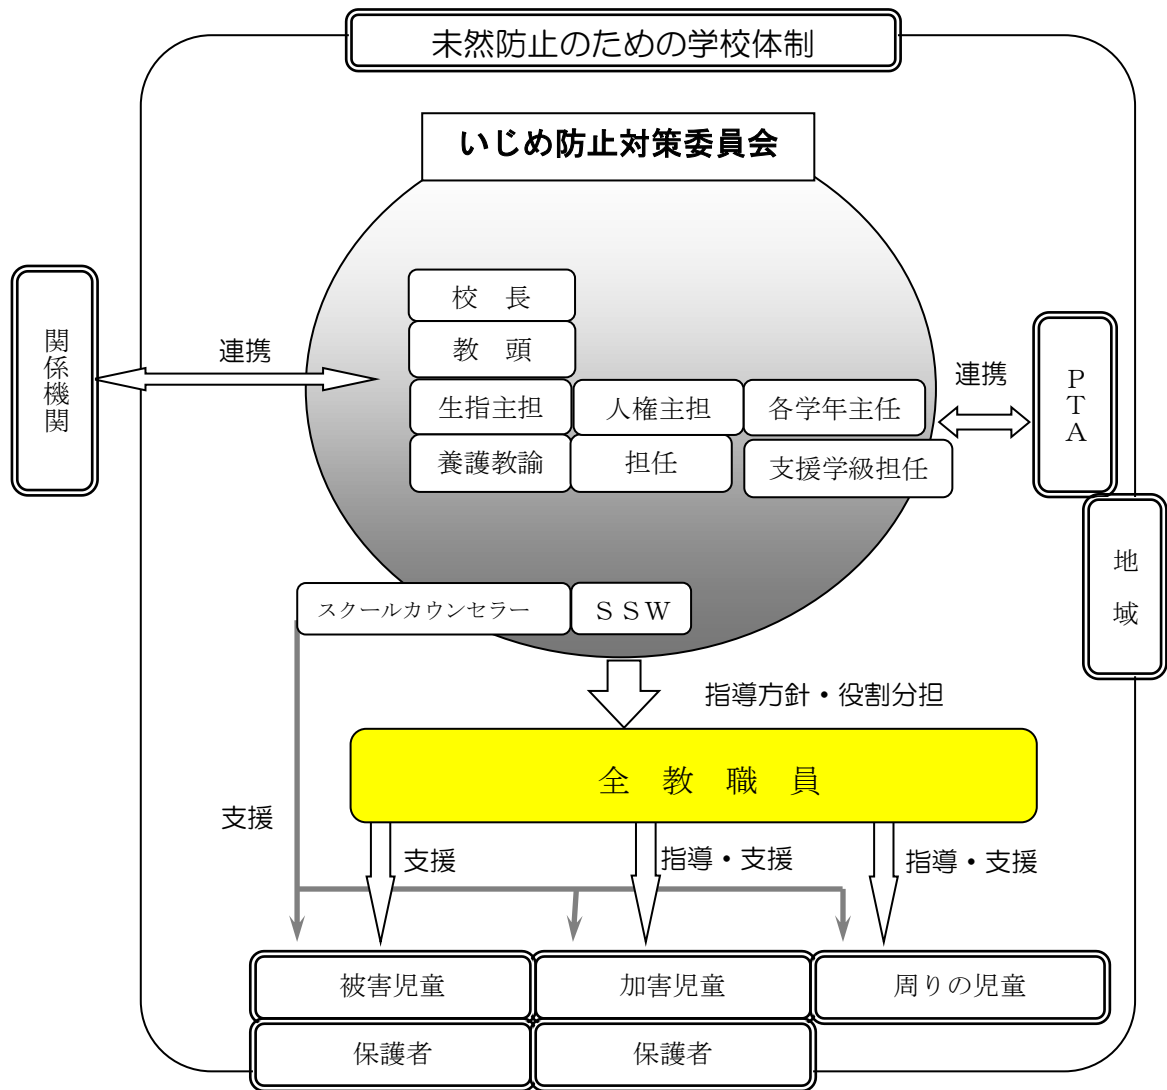 未然防止のための学校体制
いじめ防止対策委員会
関係機関
連携
校　長
教　頭
生指主担
人権主担
各学年主任
養護教諭
担任
支援学級担任
連携
ＰＴＡ
地域
スクールカウンセラー
ＳＳＷ
指導方針・役割分担
全　教　職　員
支援
支援
指導・支援
指導・支援
被害児童
加害児童
周りの児童
保護者
保護者